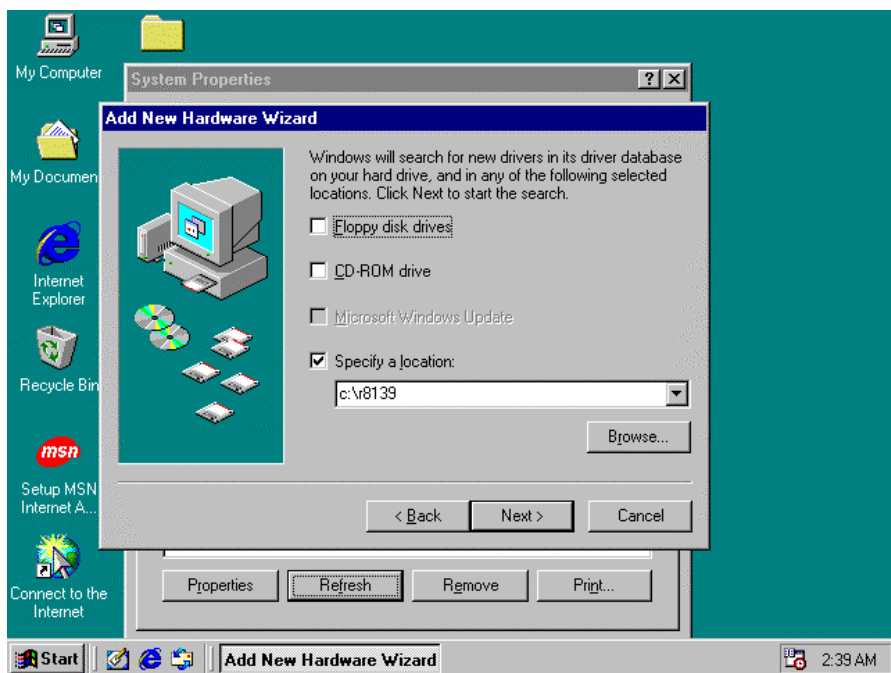 My Computer
System Properties
Add New Hardware Wizard
Windows will search for new drivers in its driver database
on your hard drive, and in any of the following selected
locations. Click Next to start the search.
My Documen
Floppy disk drives
CD-ROM drive
Internet
Explorer
Microsoft Windows Update
Specify a location:
Recycle Bin
c:\r8139
Browse...
msn
Setup MSN
Internet A...
< Back
Next >
Cancel
Properties
Refresh
Remove
Print...
Connect to the
Internet
Start
Add New Hardware Wizard
2:39 AM